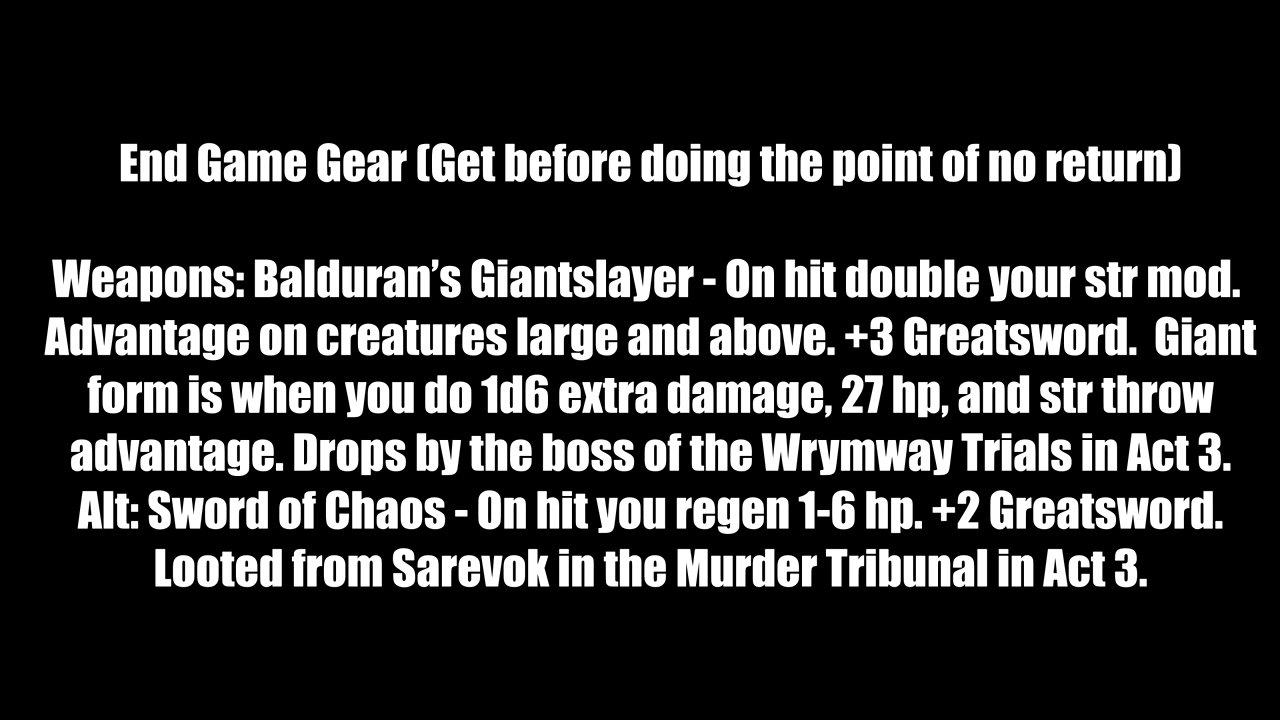 End Game Gear (Get before doing the point of no return)
Weapons: Balduran’s Giantslayer - On hit double your str mod.
Advantage on creatures large and above. +3 Greatsword.  Giant
form is when you do 1d6 extra damage, 27 hp, and str throw
advantage. Drops by the boss of the Wrymway Trials in Act 3.
Alt: Sword of Chaos - On hit you regen 1-6 hp. +2 Greatsword.
Looted from Sarevok in the Murder Tribunal in Act 3.